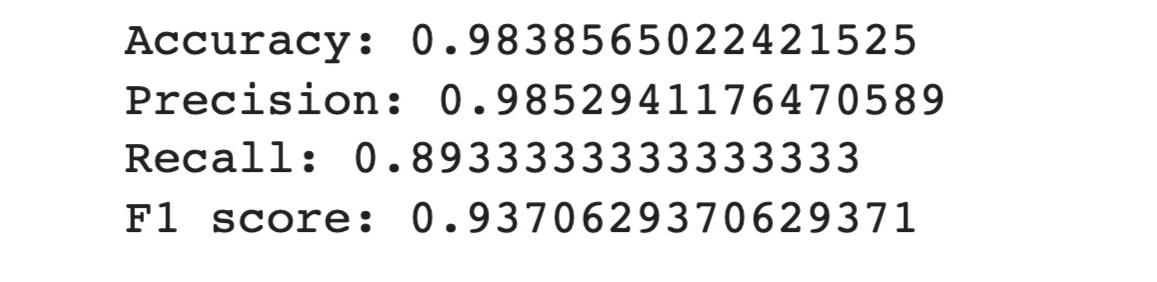 Accuracy: 0.9838565022421525
Precision: 0.9852941176470589
Recall: 0.8933333333333333
F1 score: 0.9370629370629371